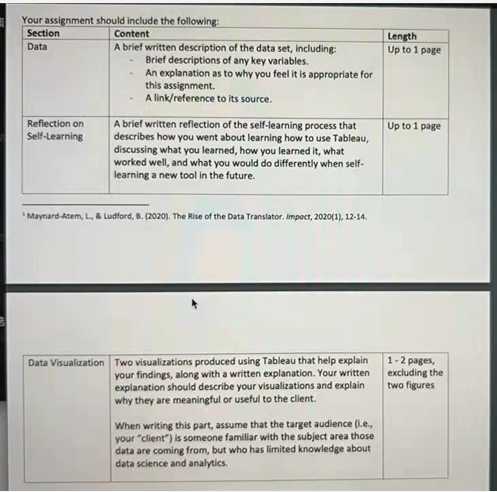 Your assignment should include the following:
Section Content Length
Data A brief written description of the data set, including: Up to 1 page
- Brief descriptions of any key variables.
- An explanation as to why you feel it is appropriate for
this assignment.
- A link/reference to its source.
Reflection on A brief written reflection of the self-learning process that Up to 1 page
Self-Learning describes how you went about learning how to use Tableau,
discussing what you learned, how you learned it, what
worked well, and what you would do differently when self-
learning a new tool in the future.
1 Maynard-Atem, L., & Ludford, B. (2020). The Rise of the Data Translator. Impact, 2020(1), 12-14.
Data Visualization Two visualizations produced using Tableau that help explain 1 - 2 pages,
your findings, along with a written explanation. Your written excluding the
explanation should describe your visualizations and explain two figures
why they are meaningful or useful to the client.
When writing this part, assume that the target audience (i.e.,
your "client") is someone familiar with the subject area those
data are coming from, but who has limited knowledge about
data science and analytics.